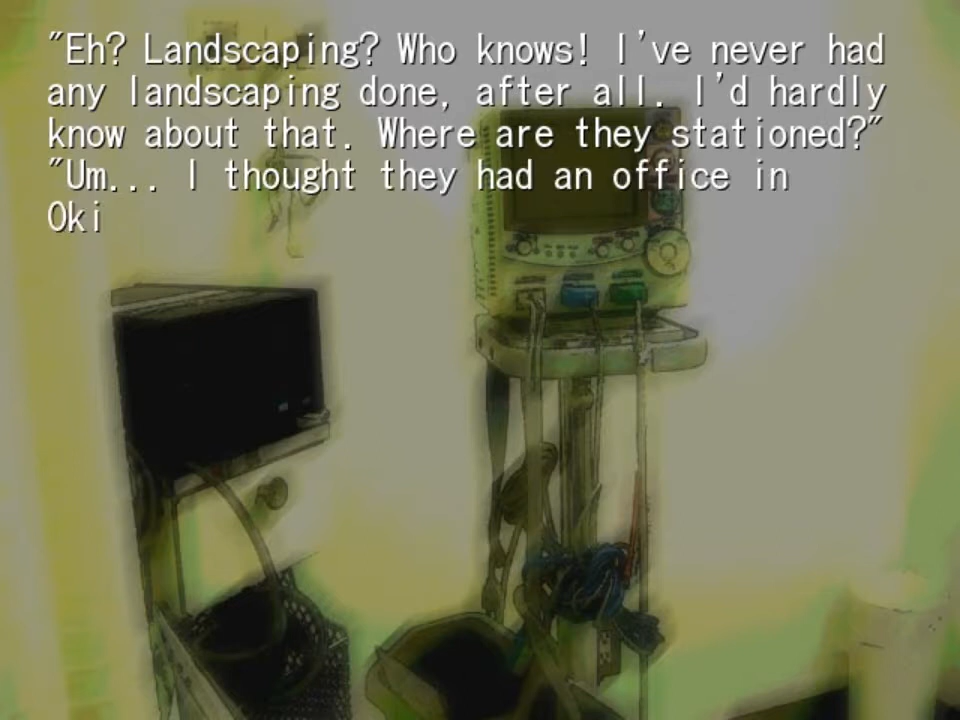 "Eh? Landscaping? Who knows! I've never had
any landscaping done, after all. I'd hardly
know about that. Where are they stationed?"
"Um... I thought they had an office in
Oki